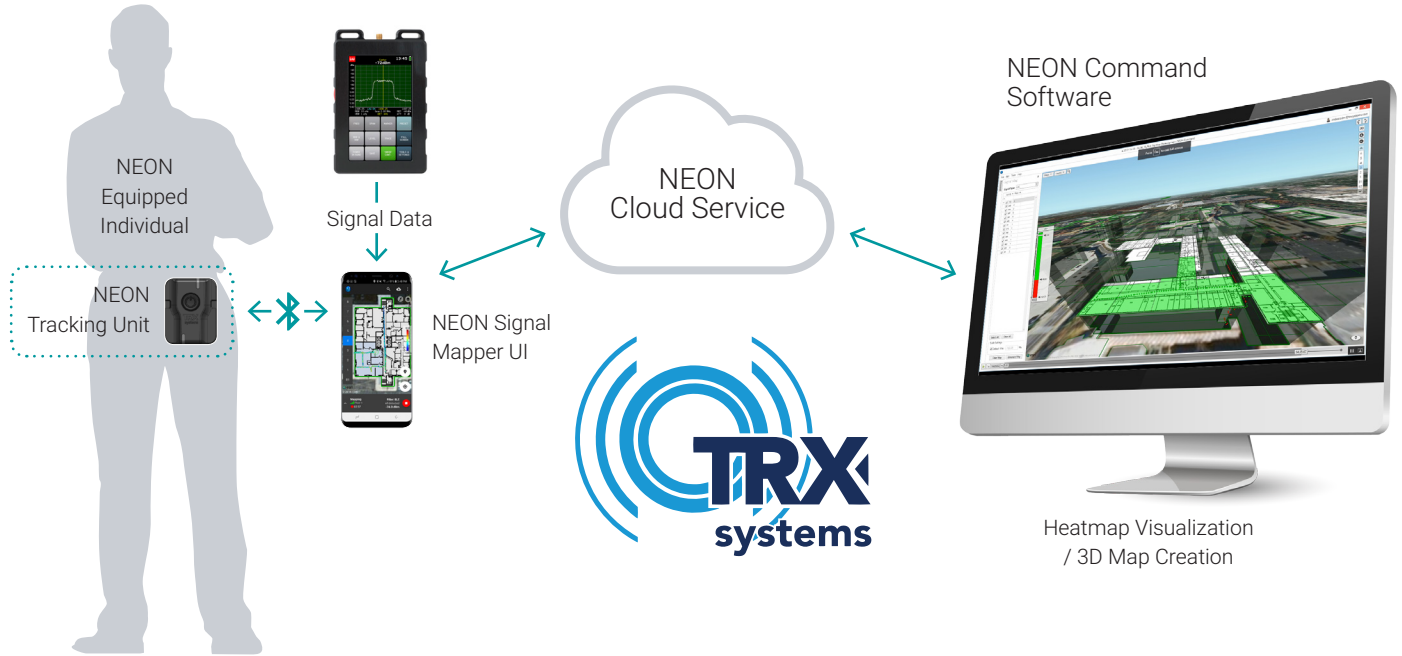 NEON
Equipped
Individual
NEON
Tracking Unit
Signal Data
NEON Signal
Mapper UI
NEON
Cloud Service
TRX
systems
NEON Command
Software
Heatmap Visualization
/ 3D Map Creation